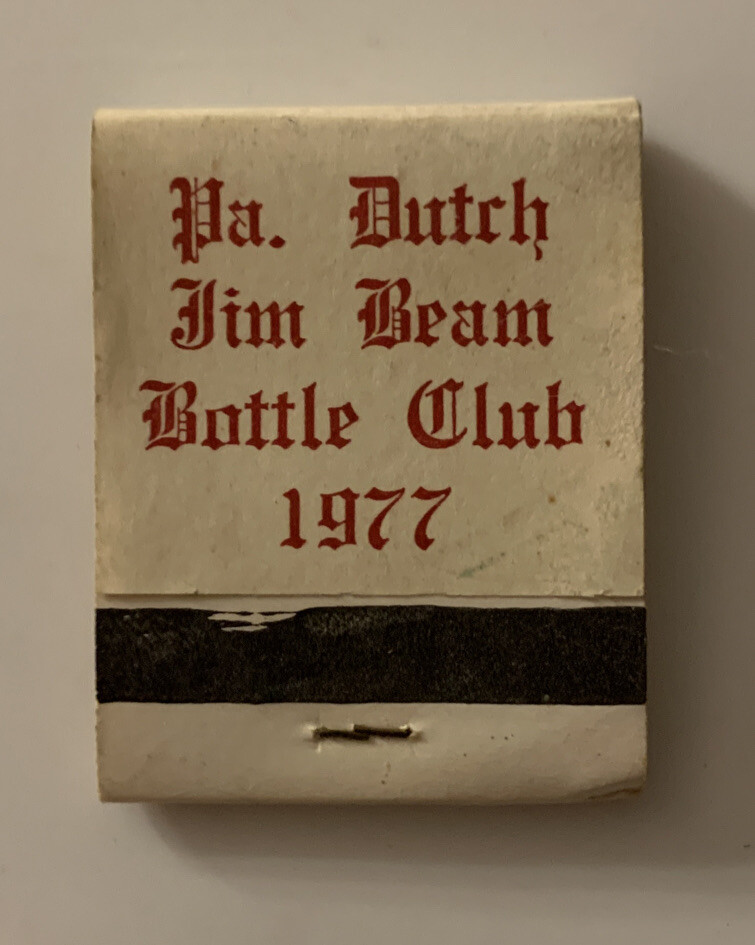 Pa. Dutch
Jim Beam
Bottle Club
1977